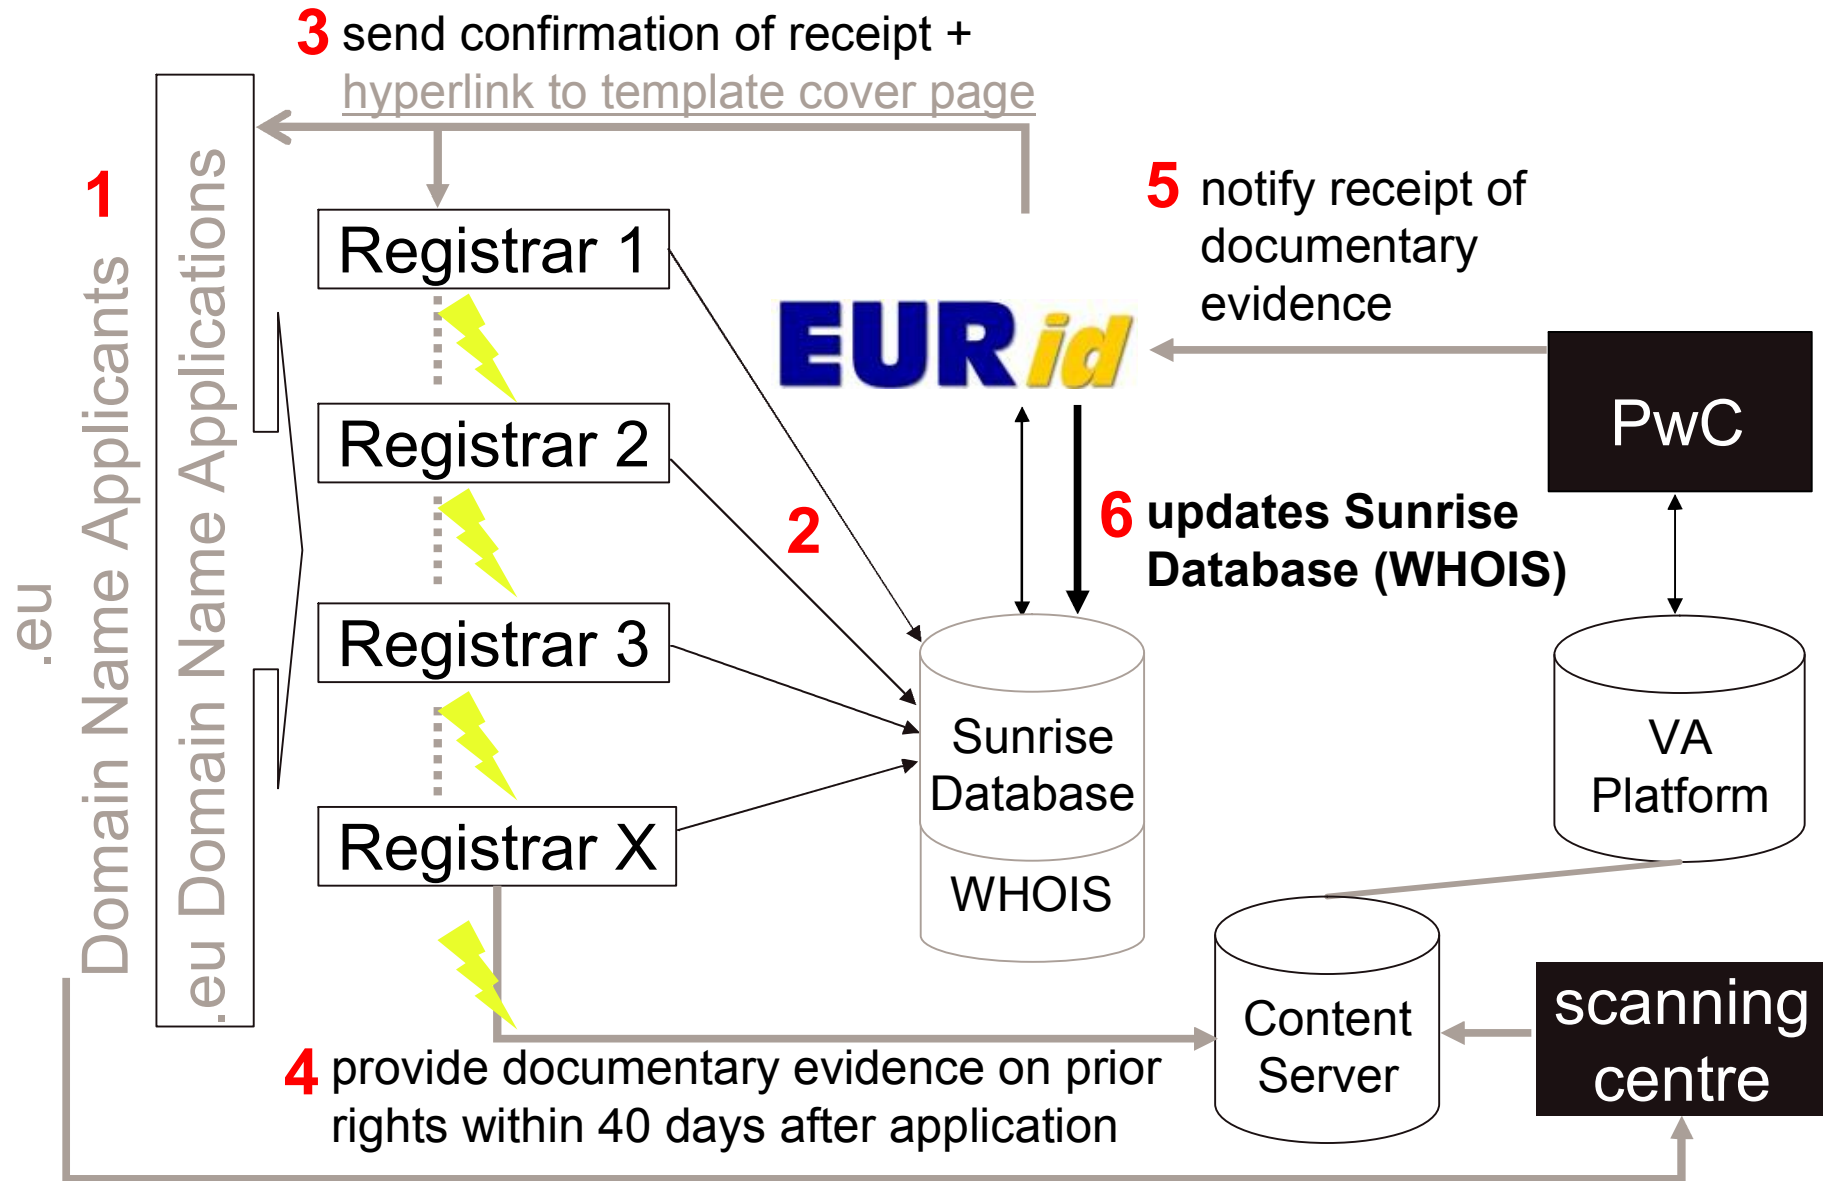 3 send confirmation of receipt +
hyperlink to template cover page
1
.eu
Domain Name Applicants
.eu Domain Name Applications
Registrar 1
Registrar 2
Registrar 3
Registrar X
2
EURid
5 notify receipt of
documentary
evidence
PwC
6 updates Sunrise
Database (WHOIS)
Sunrise
Database
WHOIS
VA
Platform
Content
Server
scanning
centre
4 provide documentary evidence on prior
rights within 40 days after application